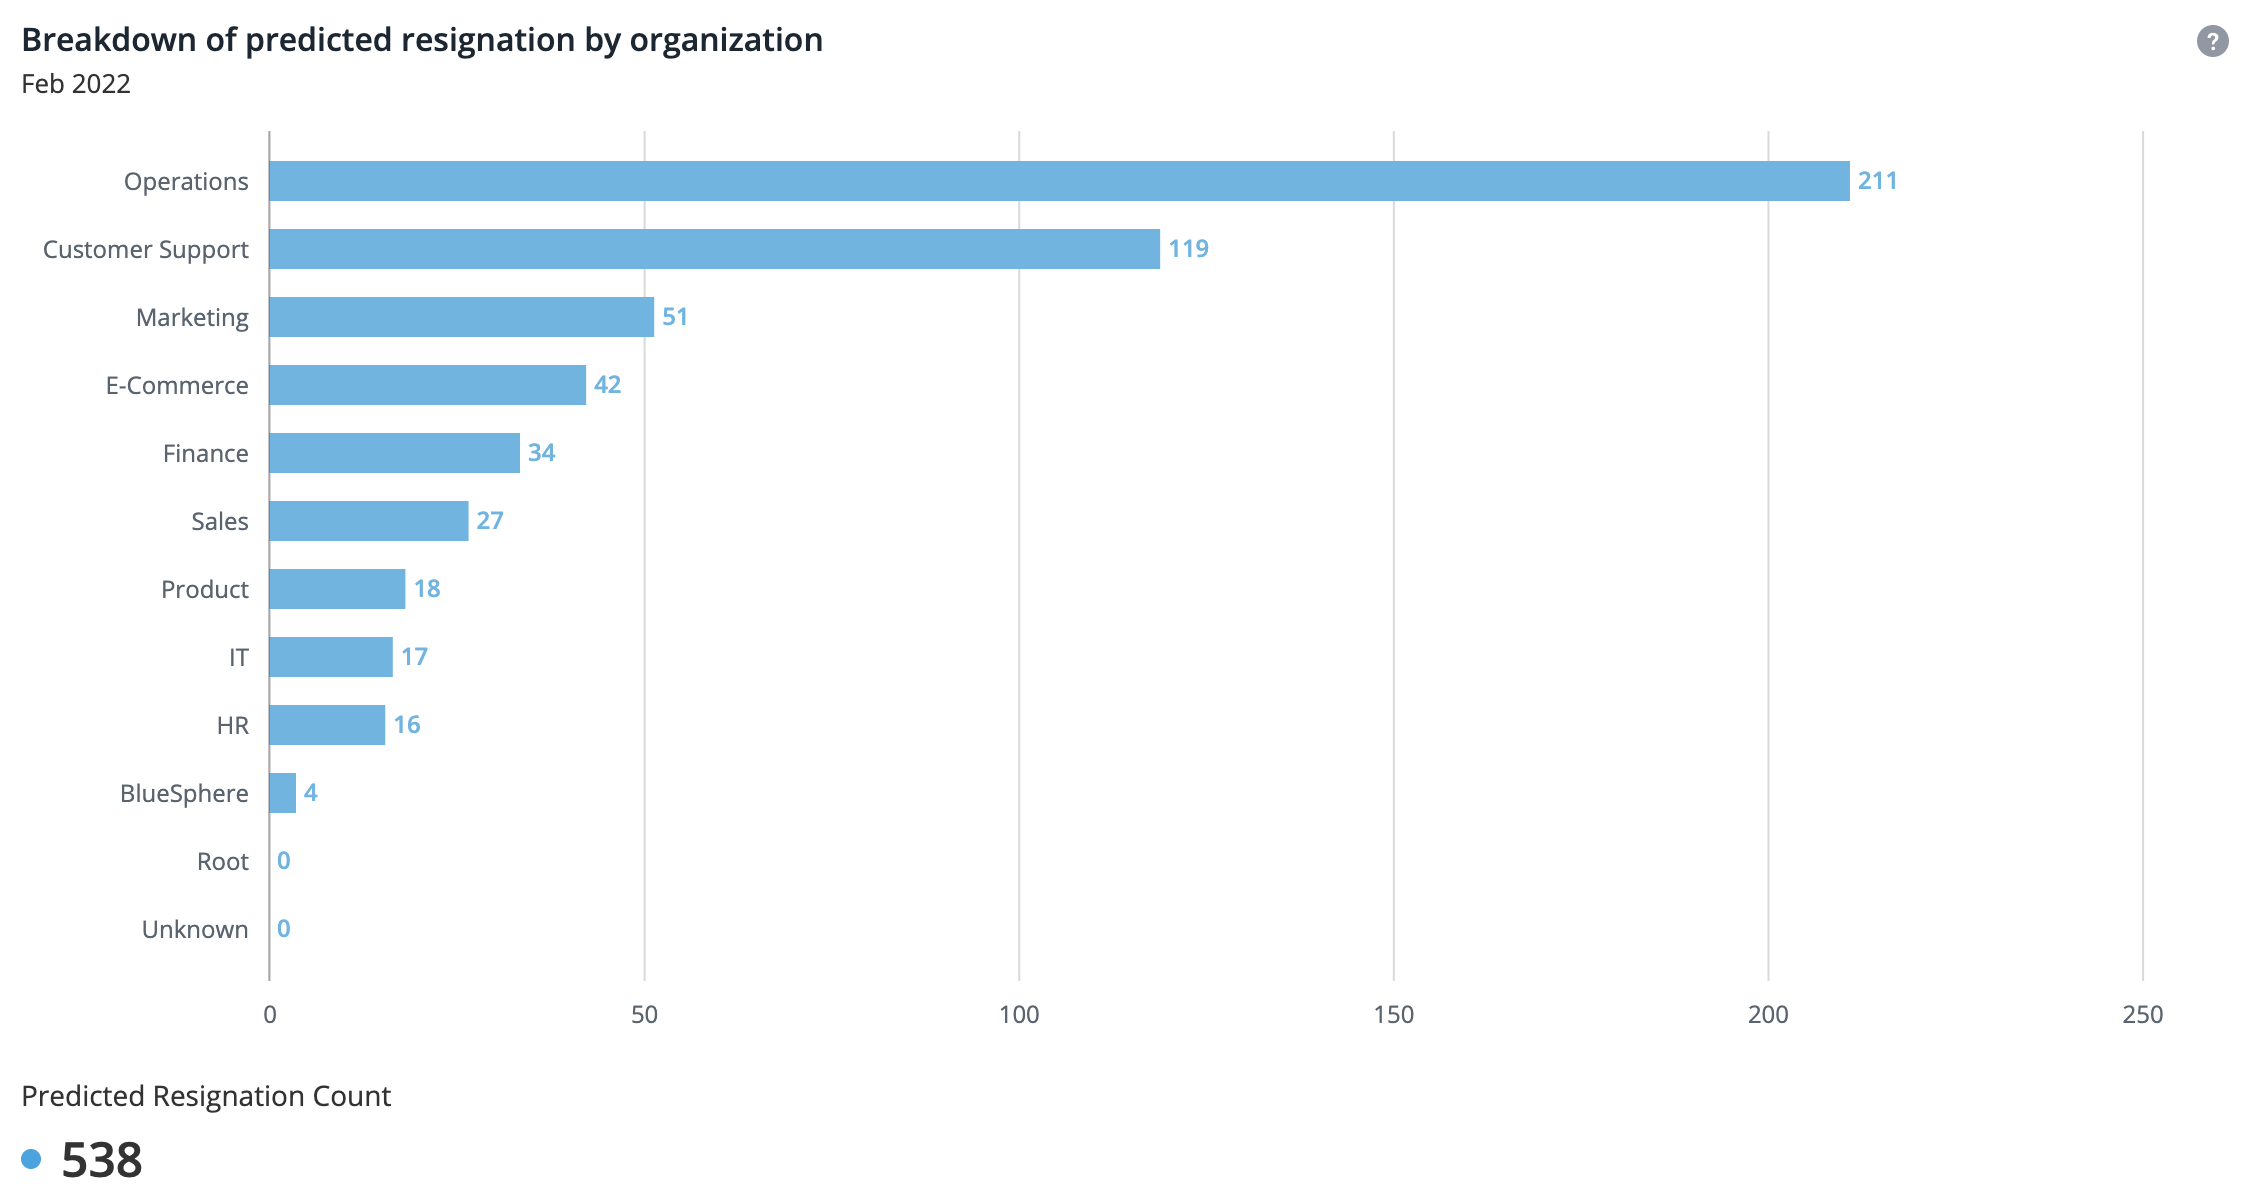 Breakdown of predicted resignation by organization
?
Feb 2022
Operations 211
Customer Support 119
Marketing 51
E-Commerce 42
Finance 34
Sales 27
Product 18
IT 17
HR 16
BlueSphere 4
Root 0
Unknown 0
0 50 100 150 200 250
Predicted Resignation Count
538